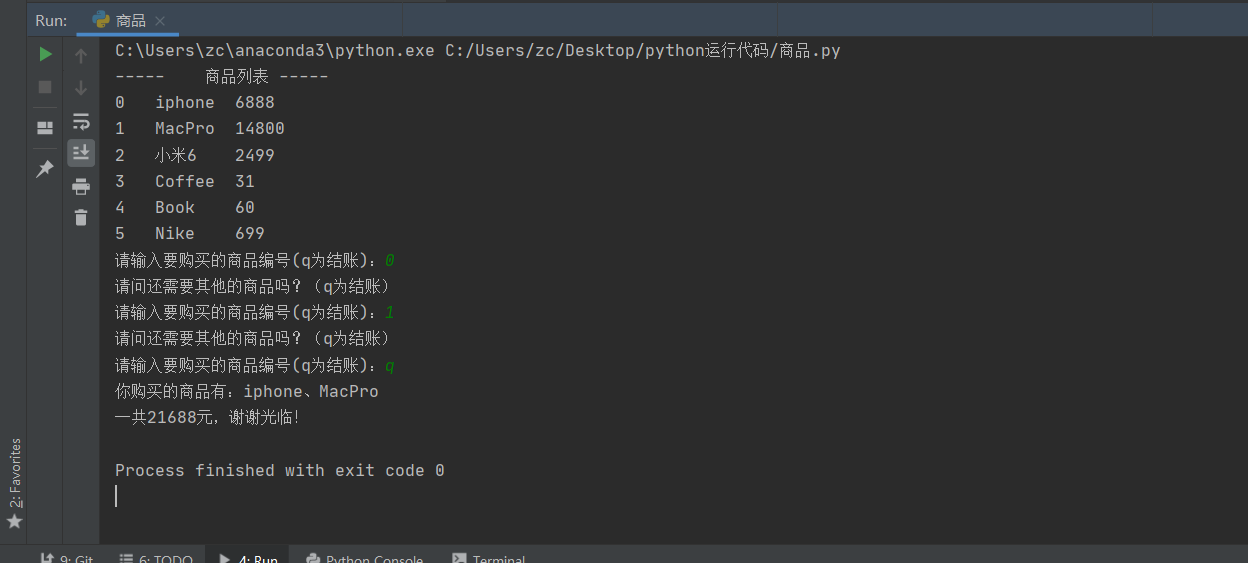 Run: 商品
C:\Users\zc\anaconda3\python.exe C:/Users/zc/Desktop/python运行代码/商品.py
----- 商品列表 -----
0 iphone 6888
1 MacPro 14800
2 小米6 2499
3 Coffee 31
4 Book 60
5 Nike 699
请输入要购买的商品编号(q为结账)：0
请问还需要其他的商品吗？（q为结账）
请输入要购买的商品编号(q为结账)：1
请问还需要其他的商品吗？（q为结账）
请输入要购买的商品编号(q为结账)：q
你购买的商品有：iphone、MacPro
一共21688元，谢谢光临！
Process finished with exit code 0
2: Favorites
9: Git 6: TODO 4: Run Python Console Terminal